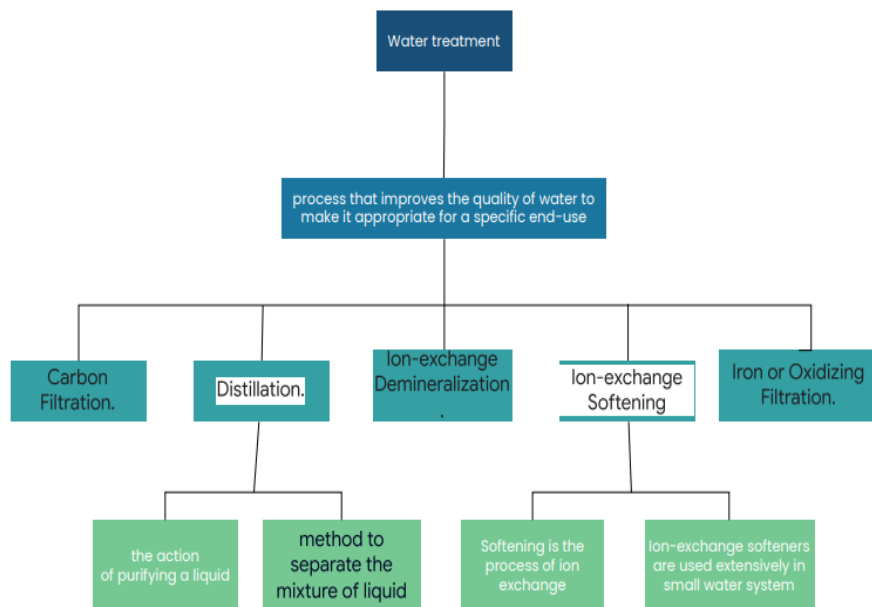 Water treatment
process that improves the quality of water to
make it appropriate for a specific end-use
Carbon
Filtration.
Distillation.
Ion-exchange
Demineralization
.
Ion-exchange
Softening
Iron or Oxidizing
Filtration.
the action
of purifying a liquid
method to
separate the
mixture of liquid
Softening is the
process of ion
exchange
Ion-exchange softeners
are used extensively in
small water system